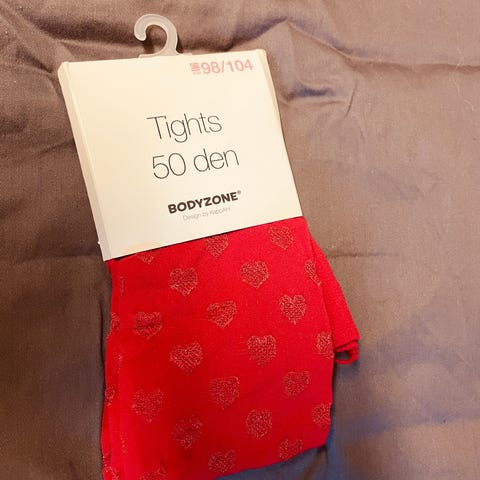 98/104
Tights
50 den
BODYZONE®
Design by KappAhl